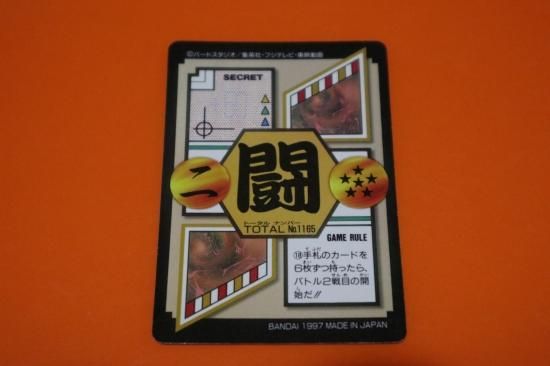 ©バードスタジオ/集英社・フジテレビ・東映動画
SECRET
二
闘
トータル ナンバー
TOTAL No.1165
GAME RULE
⑱手札のカードを
6枚ずつ持ったら、
バトル2戦目の開
始だ!!
BANDAI 1997 MADE IN JAPAN